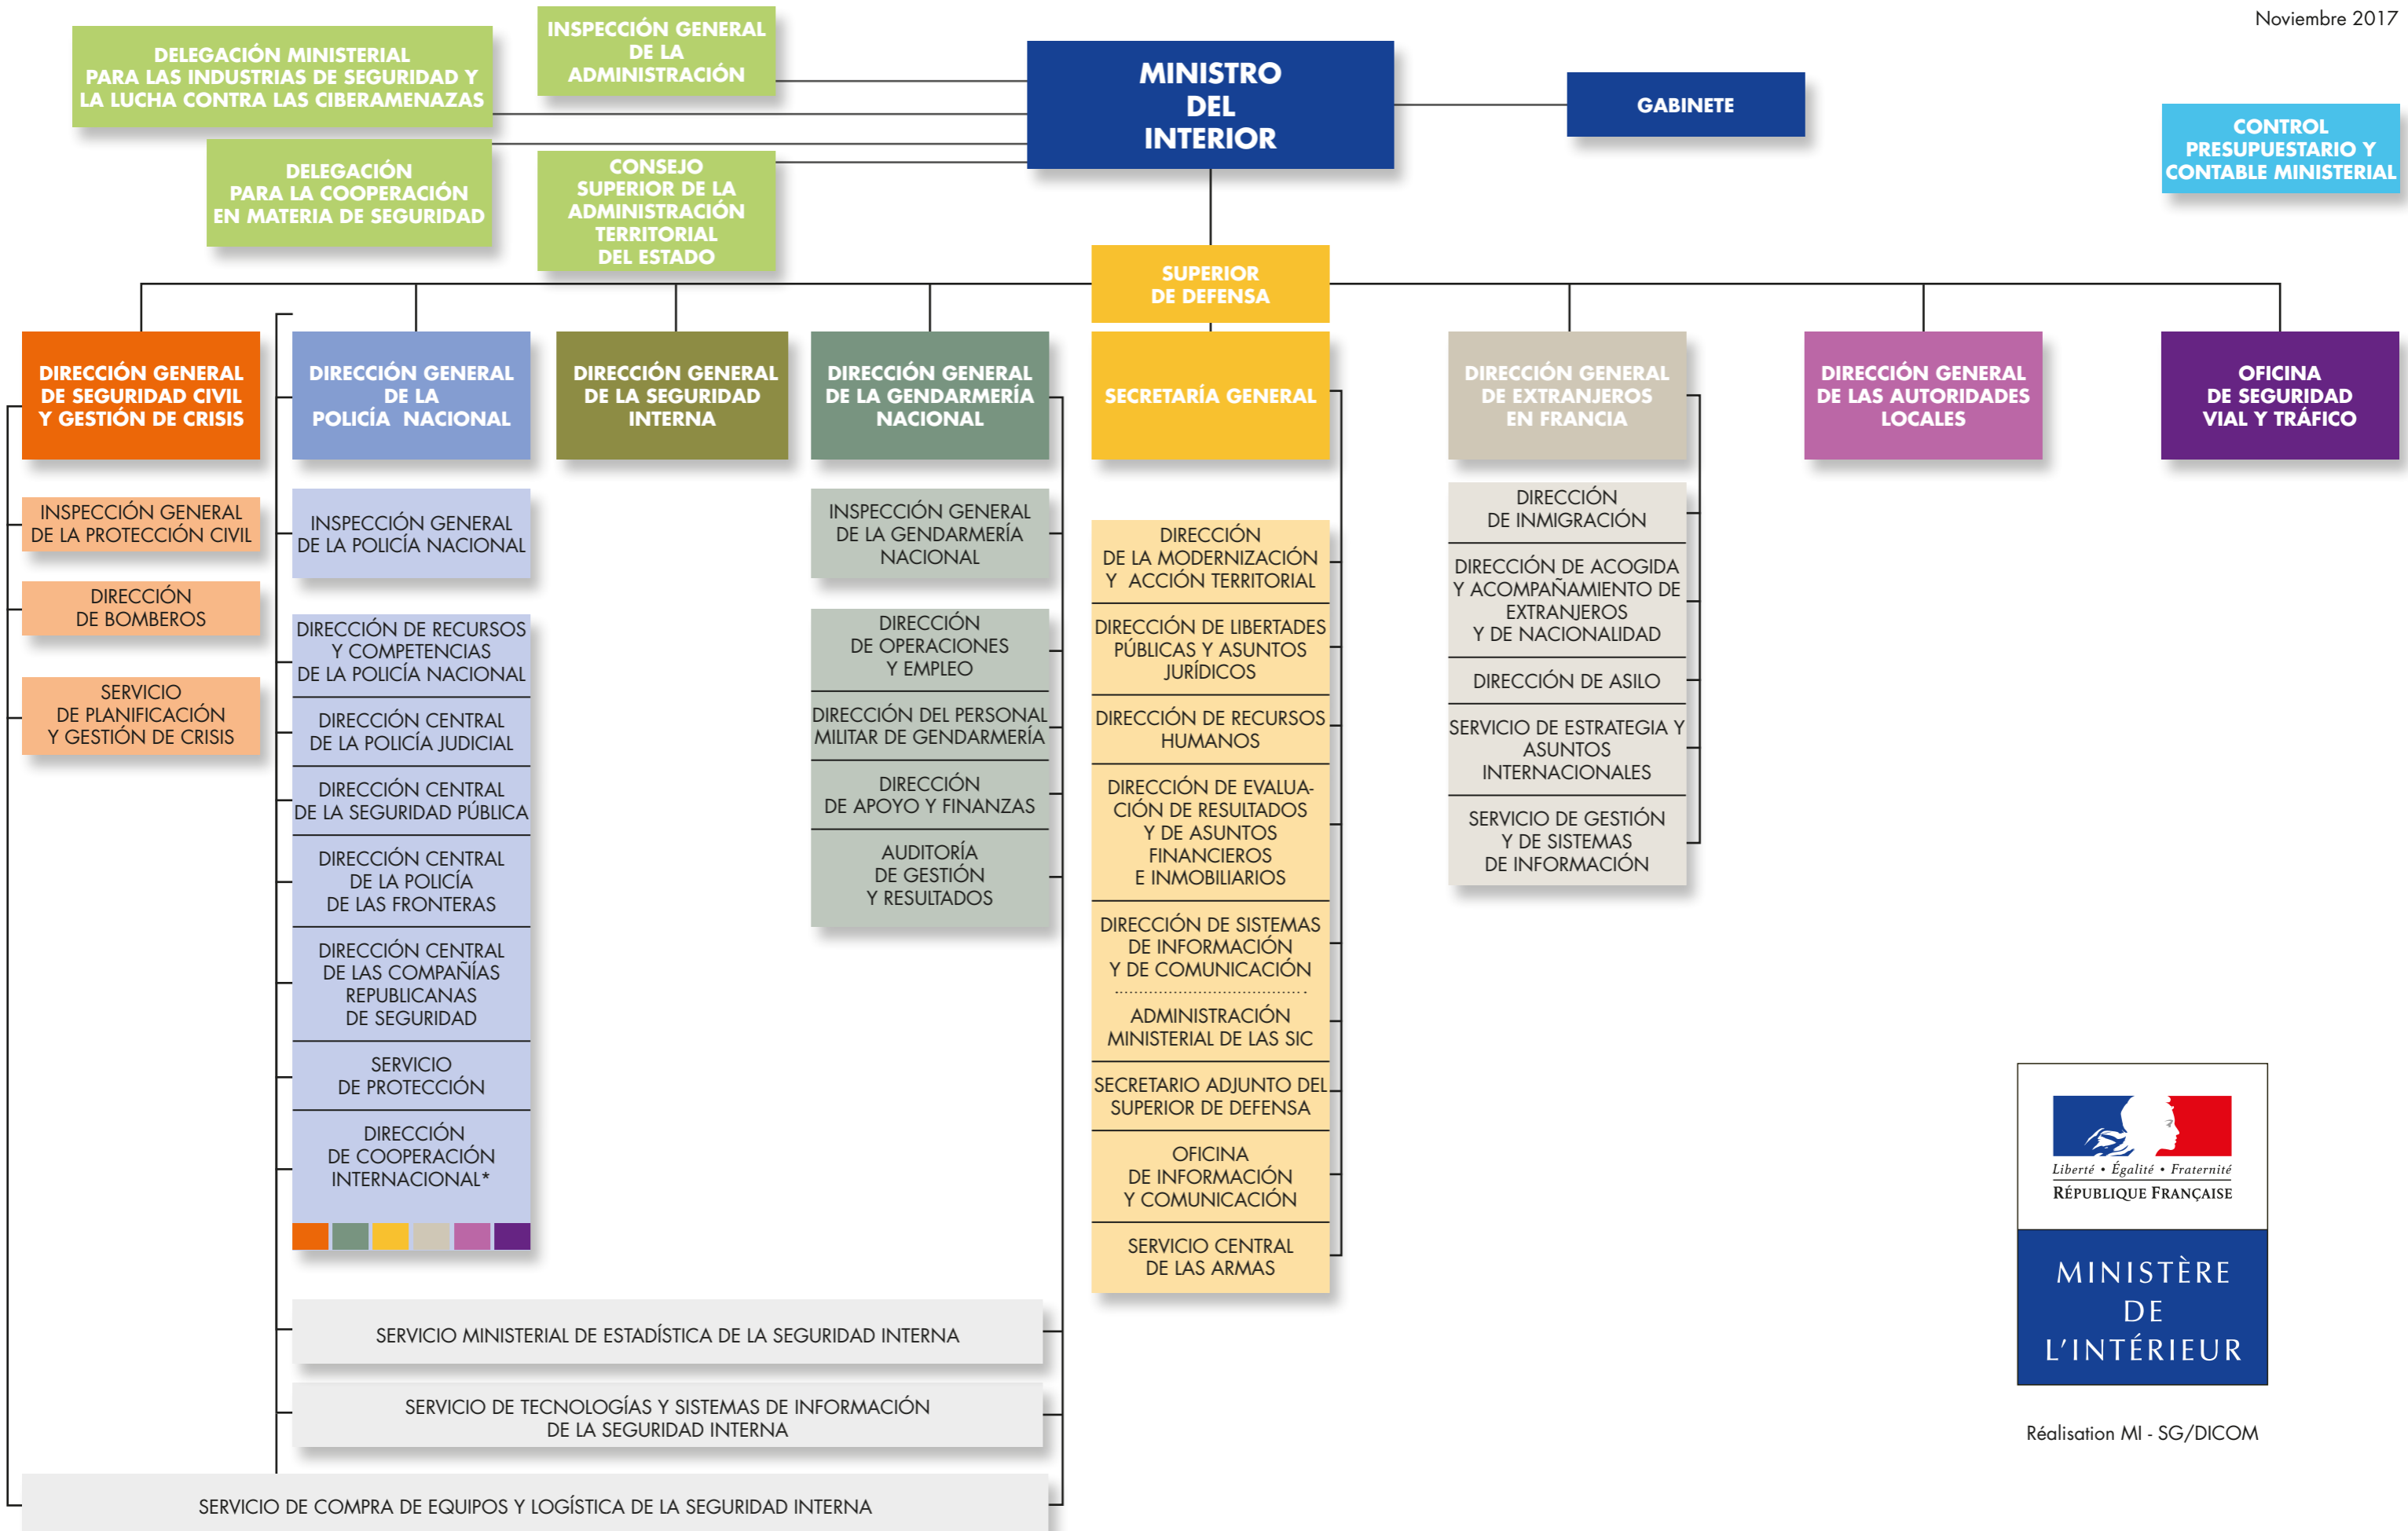 Noviembre 2017
DELEGACIÓN MINISTERIAL
PARA LAS INDUSTRIAS DE SEGURIDAD Y
LA LUCHA CONTRA LAS CIBERAMENAZAS
INSPECCIÓN GENERAL
DE LA
ADMINISTRACIÓN
MINISTRO
DEL
INTERIOR
GABINETE
CONTROL
PRESUPUESTARIO Y
CONTABLE MINISTERIAL
DELEGACIÓN
PARA LA COOPERACIÓN
EN MATERIA DE SEGURIDAD
CONSEJO
SUPERIOR DE LA
ADMINISTRACIÓN
TERRITORIAL
DEL ESTADO
SUPERIOR
DE DEFENSA
DIRECCIÓN GENERAL
DE SEGURIDAD CIVIL
Y GESTIÓN DE CRISIS
DIRECCIÓN GENERAL
DE LA
POLICÍA NACIONAL
DIRECCIÓN GENERAL
DE LA SEGURIDAD
INTERNA
DIRECCIÓN GENERAL
DE LA GENDARMERÍA
NACIONAL
SECRETARÍA GENERAL
DIRECCIÓN GENERAL
DE EXTRANJEROS
EN FRANCIA
DIRECCIÓN GENERAL
DE LAS AUTORIDADES
LOCALES
OFICINA
DE SEGURIDAD
VIAL Y TRÁFICO
INSPECCIÓN GENERAL
DE LA PROTECCIÓN CIVIL
DIRECCIÓN
DE BOMBEROS
SERVICIO
DE PLANIFICACIÓN
Y GESTIÓN DE CRISIS
INSPECCIÓN GENERAL
DE LA POLICÍA NACIONAL
DIRECCIÓN DE RECURSOS
Y COMPETENCIAS
DE LA POLICÍA NACIONAL
DIRECCIÓN CENTRAL
DE LA POLICÍA JUDICIAL
DIRECCIÓN CENTRAL
DE LA SEGURIDAD PÚBLICA
DIRECCIÓN CENTRAL
DE LA POLICÍA
DE LAS FRONTERAS
DIRECCIÓN CENTRAL
DE LAS COMPAÑÍAS
REPUBLICANAS
DE SEGURIDAD
SERVICIO
DE PROTECCIÓN
DIRECCIÓN
DE COOPERACIÓN
INTERNACIONAL*
INSPECCIÓN GENERAL
DE LA GENDARMERÍA
NACIONAL
DIRECCIÓN
DE OPERACIONES
Y EMPLEO
DIRECCIÓN DEL PERSONAL
MILITAR DE GENDARMERÍA
DIRECCIÓN
DE APOYO Y FINANZAS
AUDITORÍA
DE GESTIÓN
Y RESULTADOS
DIRECCIÓN
DE LA MODERNIZACIÓN
Y ACCIÓN TERRITORIAL
DIRECCIÓN DE LIBERTADES
PÚBLICAS Y ASUNTOS
JURÍDICOS
DIRECCIÓN DE RECURSOS
HUMANOS
DIRECCIÓN DE EVALUA-
CIÓN DE RESULTADOS
Y DE ASUNTOS
FINANCIEROS
E INMOBILIARIOS
DIRECCIÓN DE SISTEMAS
DE INFORMACIÓN
Y DE COMUNICACIÓN
ADMINISTRACIÓN
MINISTERIAL DE LAS SIC
SECRETARIO ADJUNTO DEL
SUPERIOR DE DEFENSA
OFICINA
DE INFORMACIÓN
Y COMUNICACIÓN
SERVICIO CENTRAL
DE LAS ARMAS
DIRECCIÓN
DE INMIGRACIÓN
DIRECCIÓN DE ACOGIDA
Y ACOMPAÑAMIENTO DE
EXTRANJEROS
Y DE NACIONALIDAD
DIRECCIÓN DE ASILO
SERVICIO DE ESTRATEGIA Y
ASUNTOS
INTERNACIONALES
SERVICIO DE GESTIÓN
Y DE SISTEMAS
DE INFORMACIÓN
SERVICIO MINISTERIAL DE ESTADÍSTICA DE LA SEGURIDAD INTERNA
SERVICIO DE TECNOLOGÍAS Y SISTEMAS DE INFORMACIÓN
DE LA SEGURIDAD INTERNA
SERVICIO DE COMPRA DE EQUIPOS Y LOGÍSTICA DE LA SEGURIDAD INTERNA
Liberté • Égalité • Fraternité
RÉPUBLIQUE FRANÇAISE
MINISTÈRE
DE
L'INTÉRIEUR
Réalisation MI - SG/DICOM